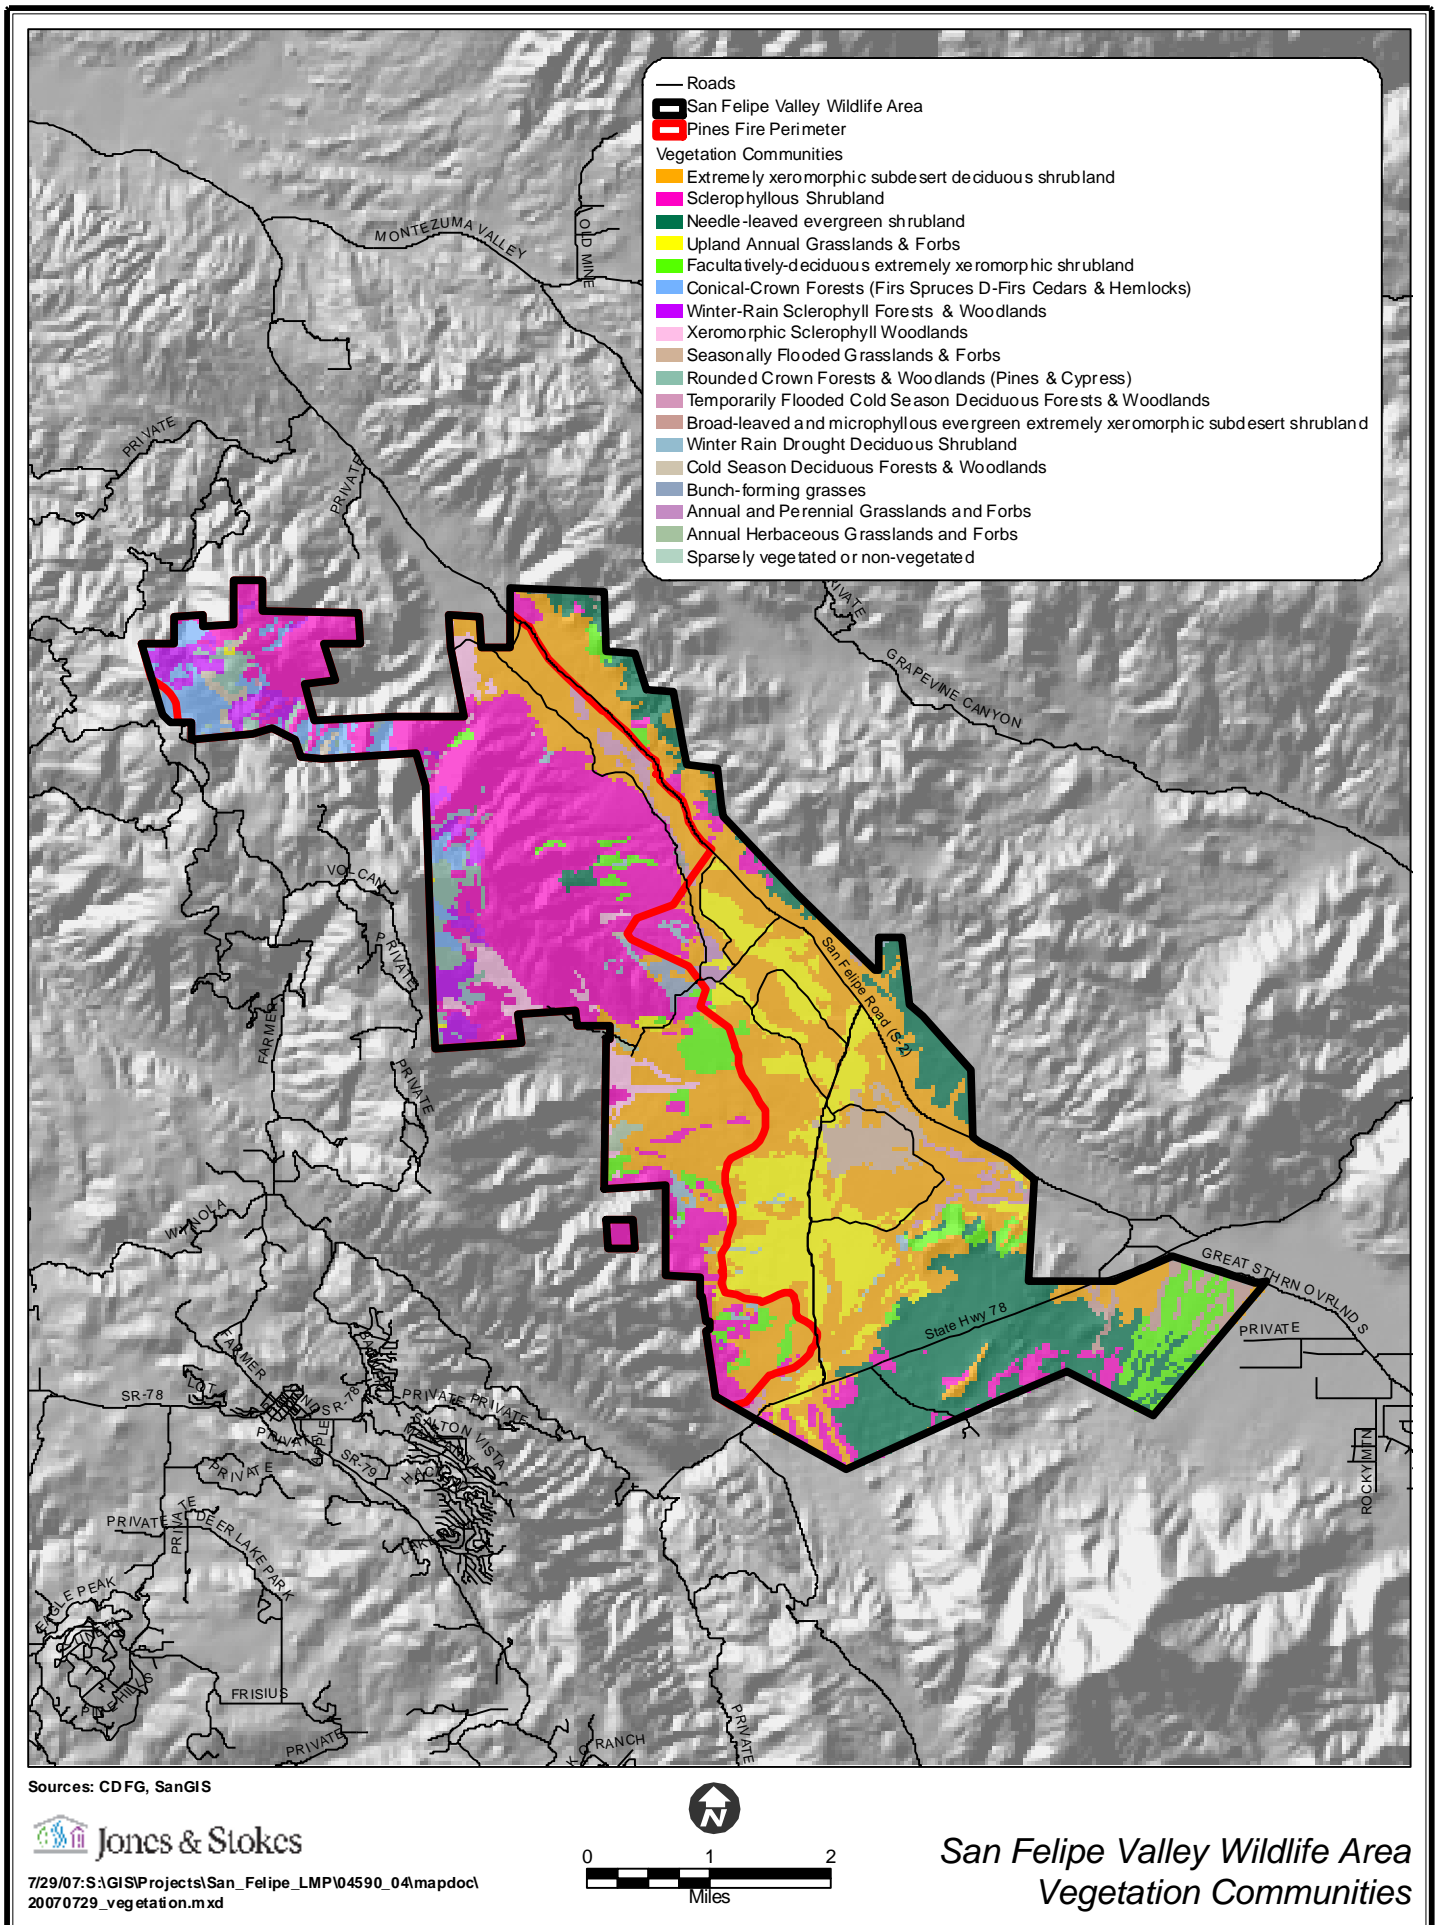 Roads
San Felipe Valley Wildlife Area
Pines Fire Perimeter
Vegetation Communities
Extremely xeromorphic subdesert deciduous shrubland
Sclerophyllous Shrubland
Needle-leaved evergreen shrubland
Upland Annual Grasslands & Forbs
Facultatively-deciduous extremely xeromorphic shrubland
Conical-Crown Forests (Firs Spruces D-Firs Cedars & Hemlocks)
Winter-Rain Sclerophyll Forests & Woodlands
Xeromorphic Sclerophyll Woodlands
Seasonally Flooded Grasslands & Forbs
Rounded Crown Forests & Woodlands (Pines & Cypress)
Temporarily Flooded Cold Season Deciduous Forests & Woodlands
Broad-leaved and microphyllous evergreen extremely xeromorphic subdesert shrubland
Winter Rain Drought Deciduous Shrubland
Cold Season Deciduous Forests & Woodlands
Bunch-forming grasses
Annual and Perennial Grasslands and Forbs
Annual Herbaceous Grasslands and Forbs
Sparsely vegetated or non-vegetated
MONTEZUMA VALLEY
OLD MINE
PRIVATE
PRIVATE
GRAPEVINE CANYON
VOLCAN
PRIVATE
San Felipe Road (S-2)
FARMER
PRIVATE
WYNOLA
GREAT STHRN OVRLNDS
State Hwy 78
PRIVATE
FARMER
SR-78
SR-78
PRIVATE
PRIVATE
SALTON VISTA
PRIVATE
APPLE
SR-79
PRIVATE
ROCKY MTN
PRIVATE
PRIVATE
DEER LAKE PARK
EAGLE PEAK
PINE HILLS
FRISIUS
PRIVATE
K Q RANCH
PRIVATE
Sources: CDFG, SanGIS
Jones & Stokes
7/29/07:S:\GIS\Projects\San_Felipe_LMP\04590_04\mapdoc\
20070729_vegetation.mxd
N
0 1 2
Miles
San Felipe Valley Wildlife Area
Vegetation Communities